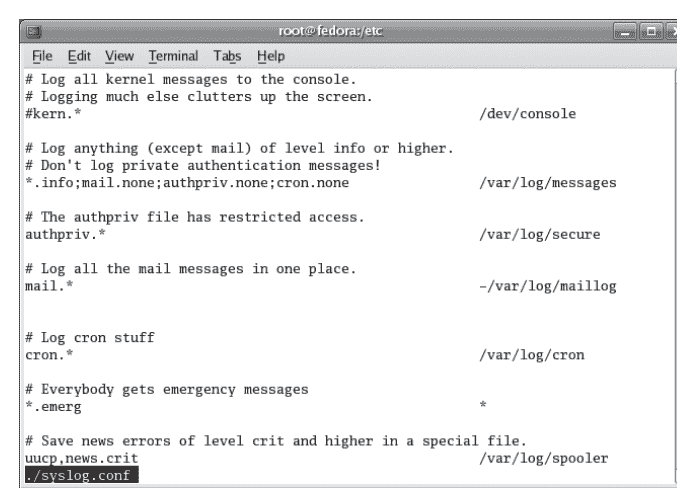 root@fedora:/etc
File Edit View Terminal Tabs Help
# Log all kernel messages to the console.
# Logging much else clutters up the screen.
#kern.* /dev/console
# Log anything (except mail) of level info or higher.
# Don't log private authentication messages!
*.info;mail.none;authpriv.none;cron.none /var/log/messages
# The authpriv file has restricted access.
authpriv.* /var/log/secure
# Log all the mail messages in one place.
mail.* -/var/log/maillog
# Log cron stuff
cron.* /var/log/cron
# Everybody gets emergency messages
*.emerg *
# Save news errors of level crit and higher in a special file.
uucp,news.crit /var/log/spooler
./syslog.conf